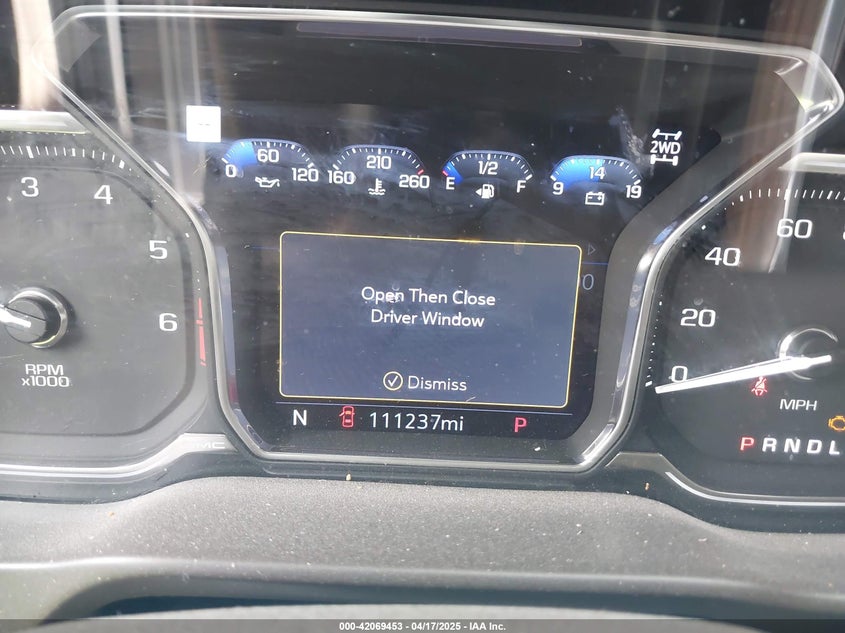 0 60 120
160 210 260
E 1/2 F
9 14 19
2WD
3 4 5 6
RPM
x1000
Open Then Close
Driver Window
Dismiss
N 111237mi P
0 20 40 60
MPH
PRNDL
GMC
000-42069453 - 04/17/2025 - IAA Inc.